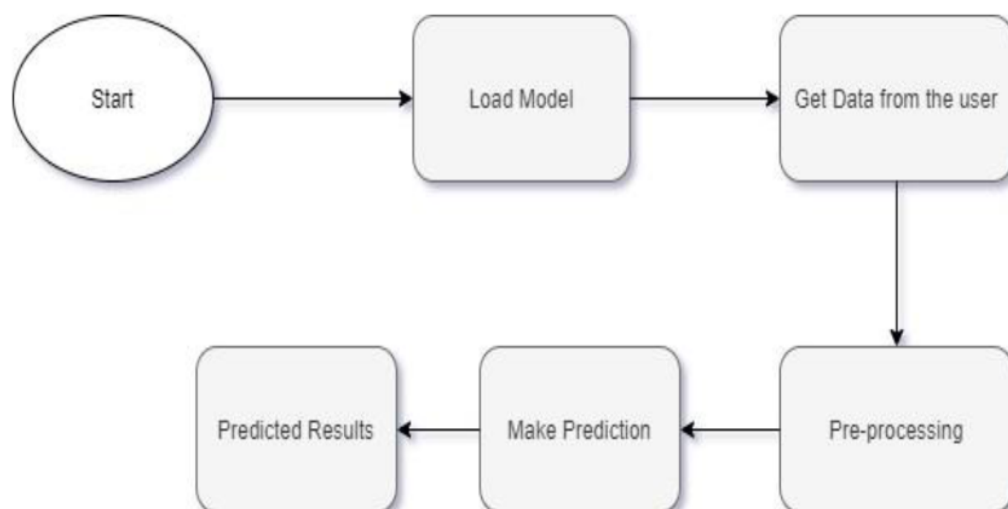 Start
Load Model
Get Data from the user
Pre-processing
Make Prediction
Predicted Results